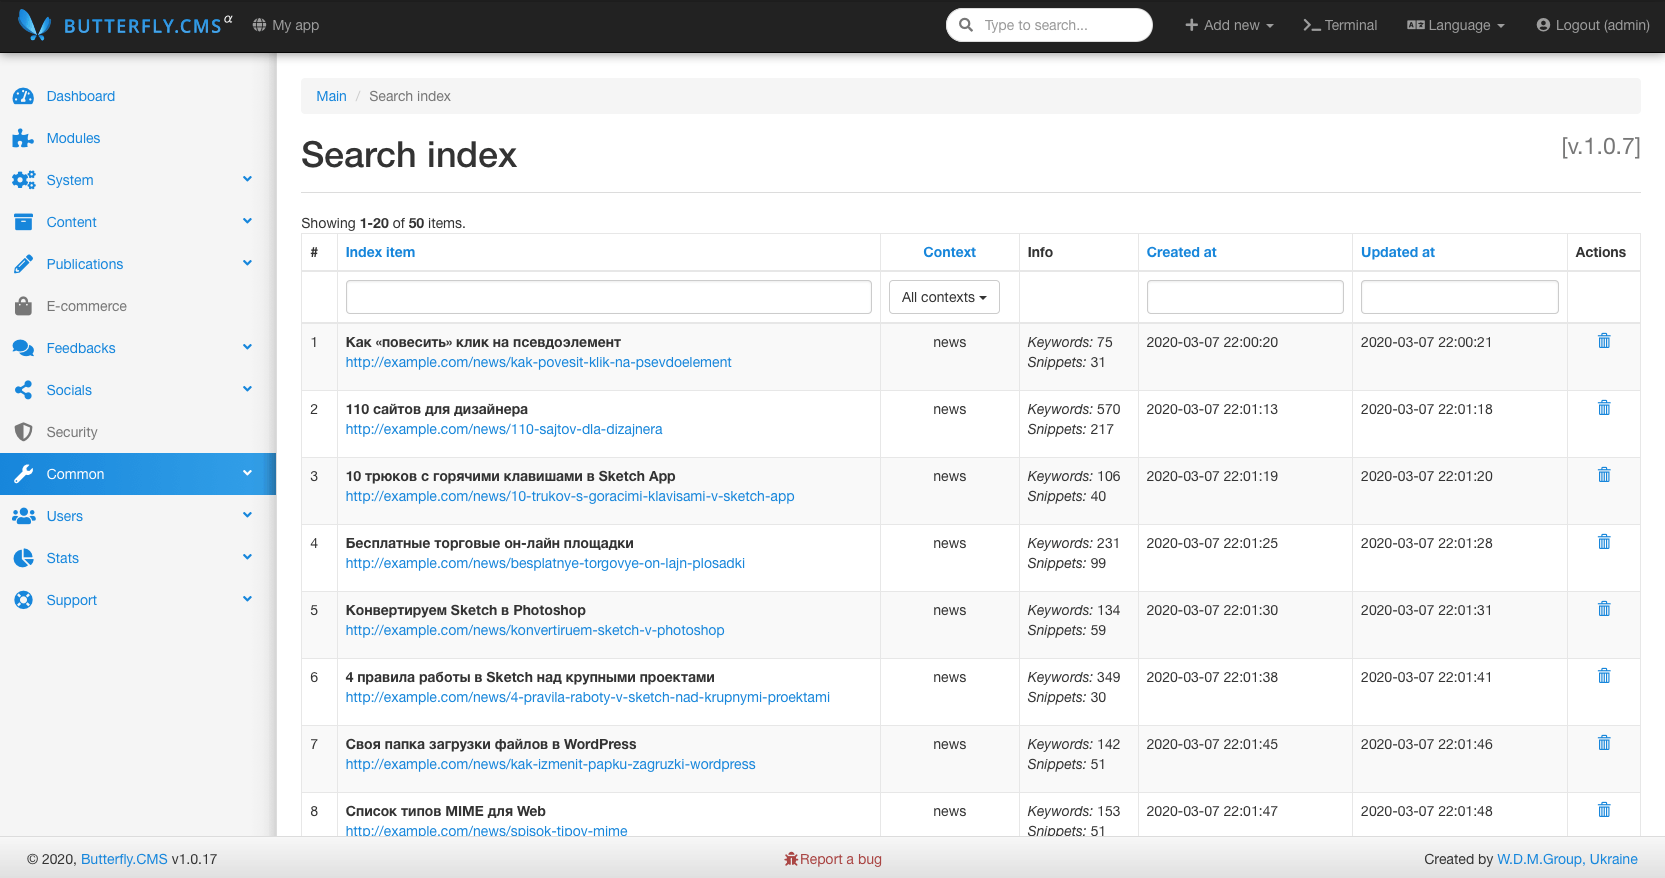 BUTTERFLY.CMS α
My app
Type to search...
Add new
Terminal
Language
Logout (admin)
Dashboard
Modules
System
Content
Publications
E-commerce
Feedbacks
Socials
Security
Common
Users
Stats
Support
Main / Search index
Search index
[v.1.0.7]
Showing 1-20 of 50 items.
# Index item Context Info Created at Updated at Actions
All contexts
1 Как «повесить» клик на псевдоэлемент news Keywords: 75 2020-03-07 22:00:20 2020-03-07 22:00:21
http://example.com/news/kak-povesit-klik-na-psevdoelement Snippets: 31
2 110 сайтов для дизайнера news Keywords: 570 2020-03-07 22:01:13 2020-03-07 22:01:18
http://example.com/news/110-sajtov-dla-dizajnera Snippets: 217
3 10 трюков с горячими клавишами в Sketch App news Keywords: 106 2020-03-07 22:01:19 2020-03-07 22:01:20
http://example.com/news/10-trukov-s-goracimi-klavisami-v-sketch-app Snippets: 40
4 Бесплатные торговые он-лайн площадки news Keywords: 231 2020-03-07 22:01:25 2020-03-07 22:01:28
http://example.com/news/besplatnye-torgovye-on-lajn-plosadki Snippets: 99
5 Конвертируем Sketch в Photoshop news Keywords: 134 2020-03-07 22:01:30 2020-03-07 22:01:31
http://example.com/news/konvertiruem-sketch-v-photoshop Snippets: 59
6 4 правила работы в Sketch над крупными проектами news Keywords: 349 2020-03-07 22:01:38 2020-03-07 22:01:41
http://example.com/news/4-pravila-raboty-v-sketch-nad-krupnymi-proektami Snippets: 30
7 Своя папка загрузки файлов в WordPress news Keywords: 142 2020-03-07 22:01:45 2020-03-07 22:01:46
http://example.com/news/kak-izmenit-papku-zagruzki-wordpress Snippets: 51
8 Список типов MIME для Web news Keywords: 153 2020-03-07 22:01:47 2020-03-07 22:01:48
http://example.com/news/spisok-tipov-mime Snippets: 51
© 2020, Butterfly.CMS v1.0.17
Report a bug
Created by W.D.M.Group, Ukraine